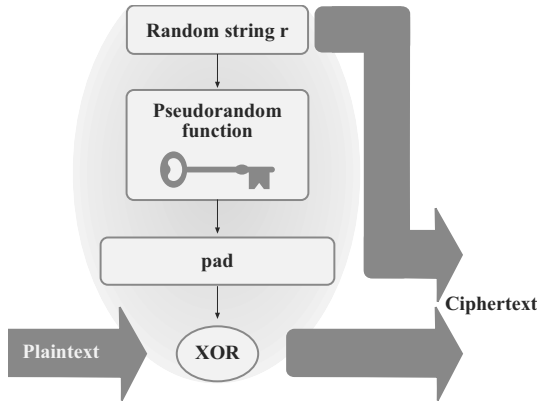 Random string r
Pseudorandom
function
pad
Ciphertext
Plaintext
XOR